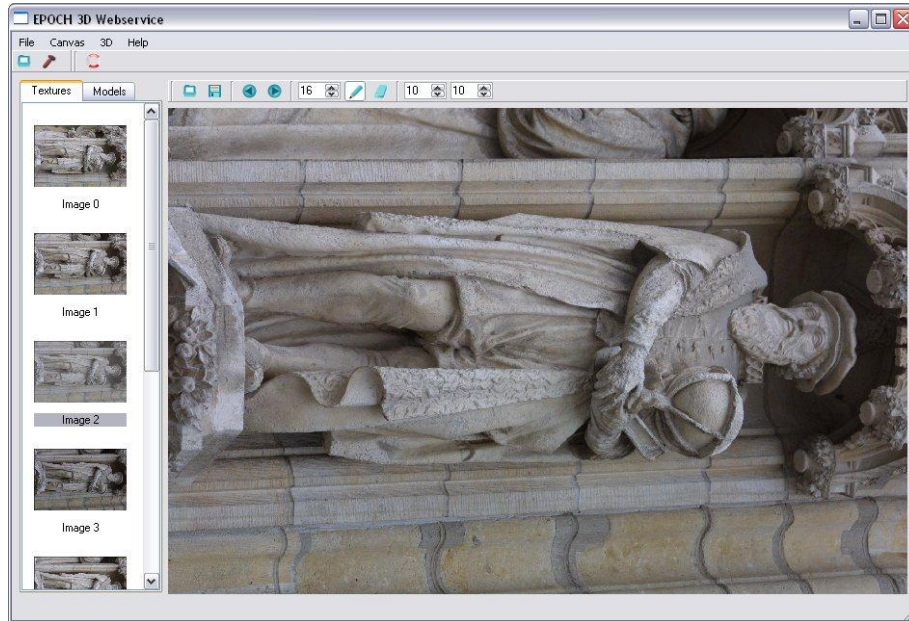 EPOCH 3D Webservice
File Canvas 3D Help
Textures Models
16 10 10
Image 0
Image 1
Image 2
Image 3